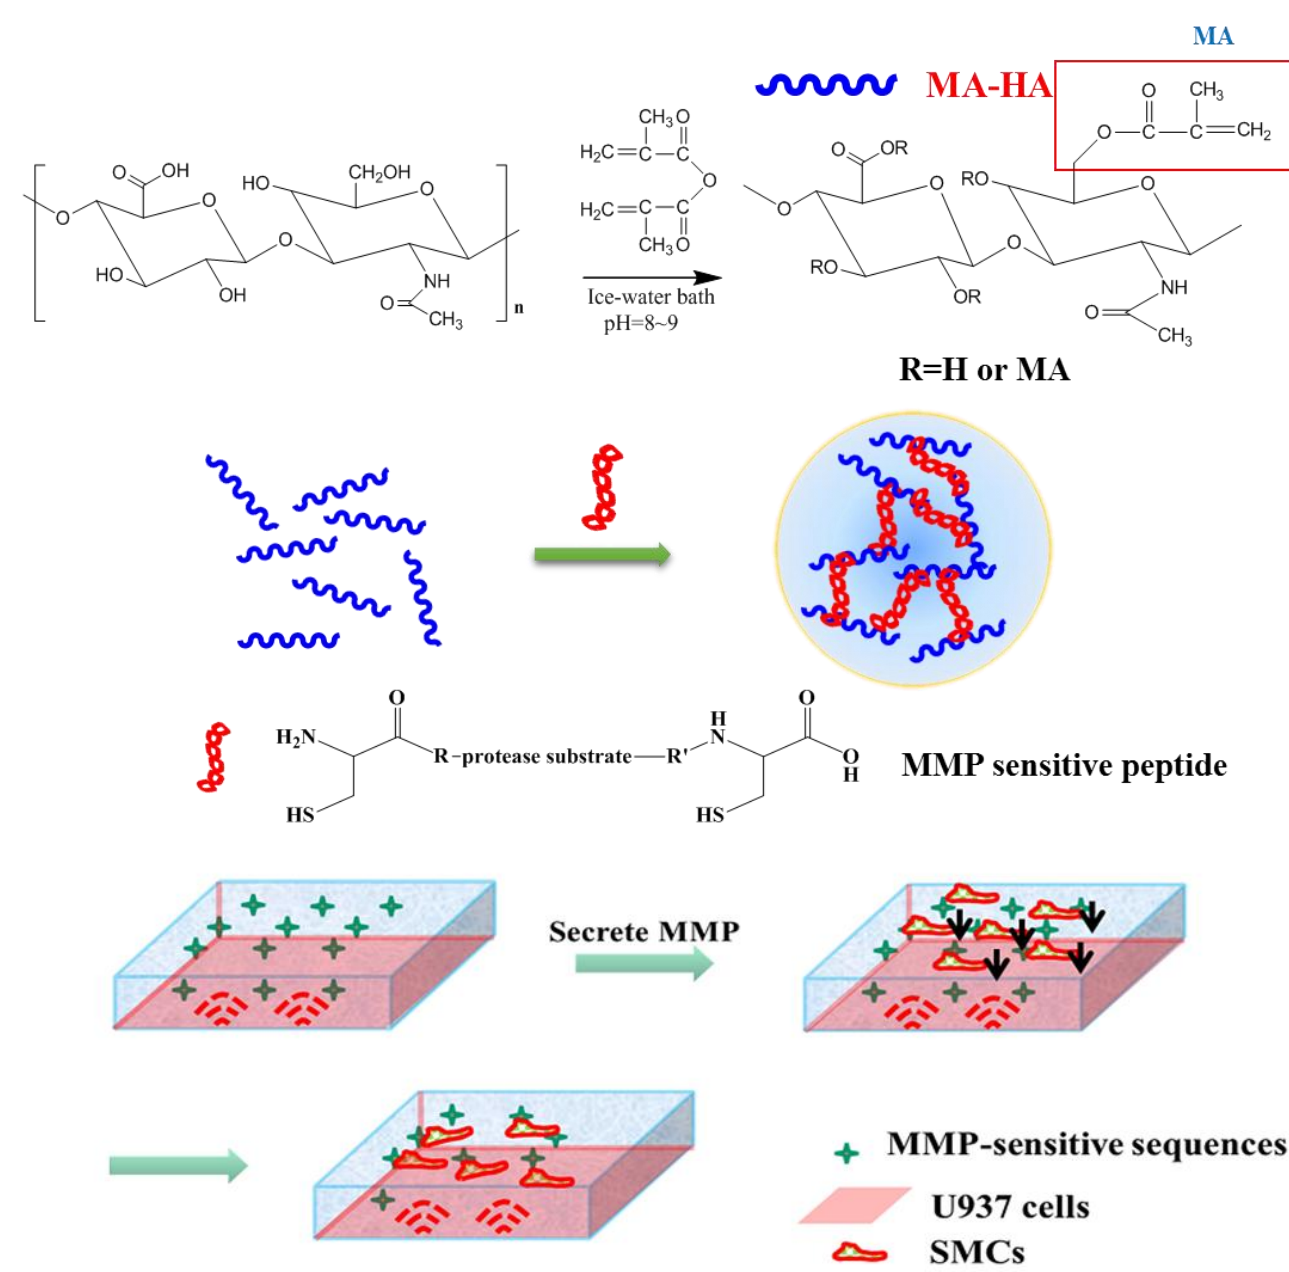 MA
MA-HA
O
CH3
O
C
C
CH2
CH3
O
H2C
C
C
O
H2C
C
C
CH3
O
Ice-water bath
pH=8~9
O
OH
O
O
HO
OH
O
HO
CH2OH
O
NH
O
CH3
n
O
OR
O
O
RO
OR
O
RO
O
NH
O
CH3
R=H or MA
O
H2N
R-protease substrate—R'
HS
H
N
O
O
H
HS
MMP sensitive peptide
Secrete MMP
MMP-sensitive sequences
U937 cells
SMCs